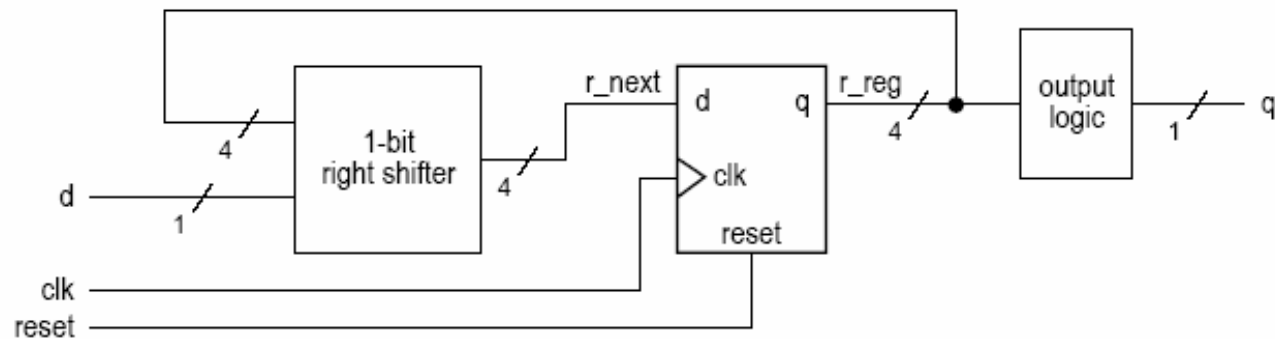 r_next
r_reg
d
q
output
logic
q
4
1-bit
right shifter
4
4
1
clk
d
1
reset
clk
reset